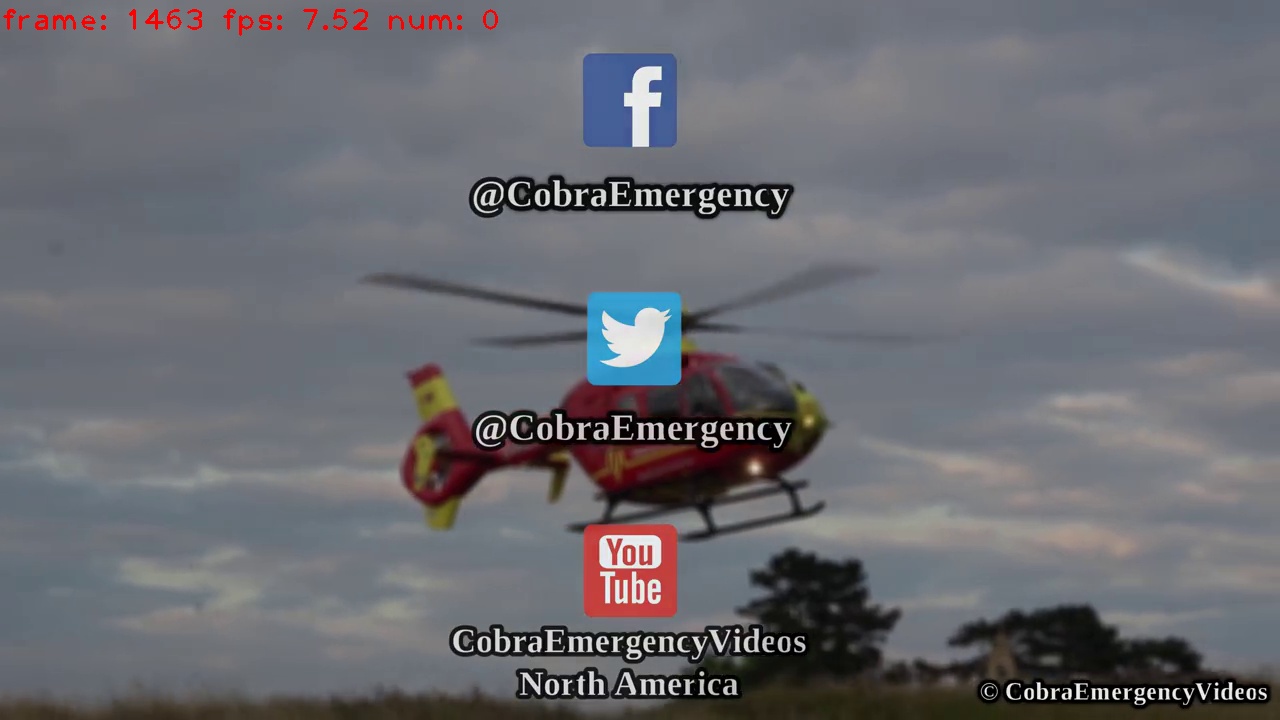 frame: 1463 fps: 7.52 num: 0
f
@CobraEmergency
@CobraEmergency
You
Tube
CobraEmergencyVideos
North America
© CobraEmergencyVideos